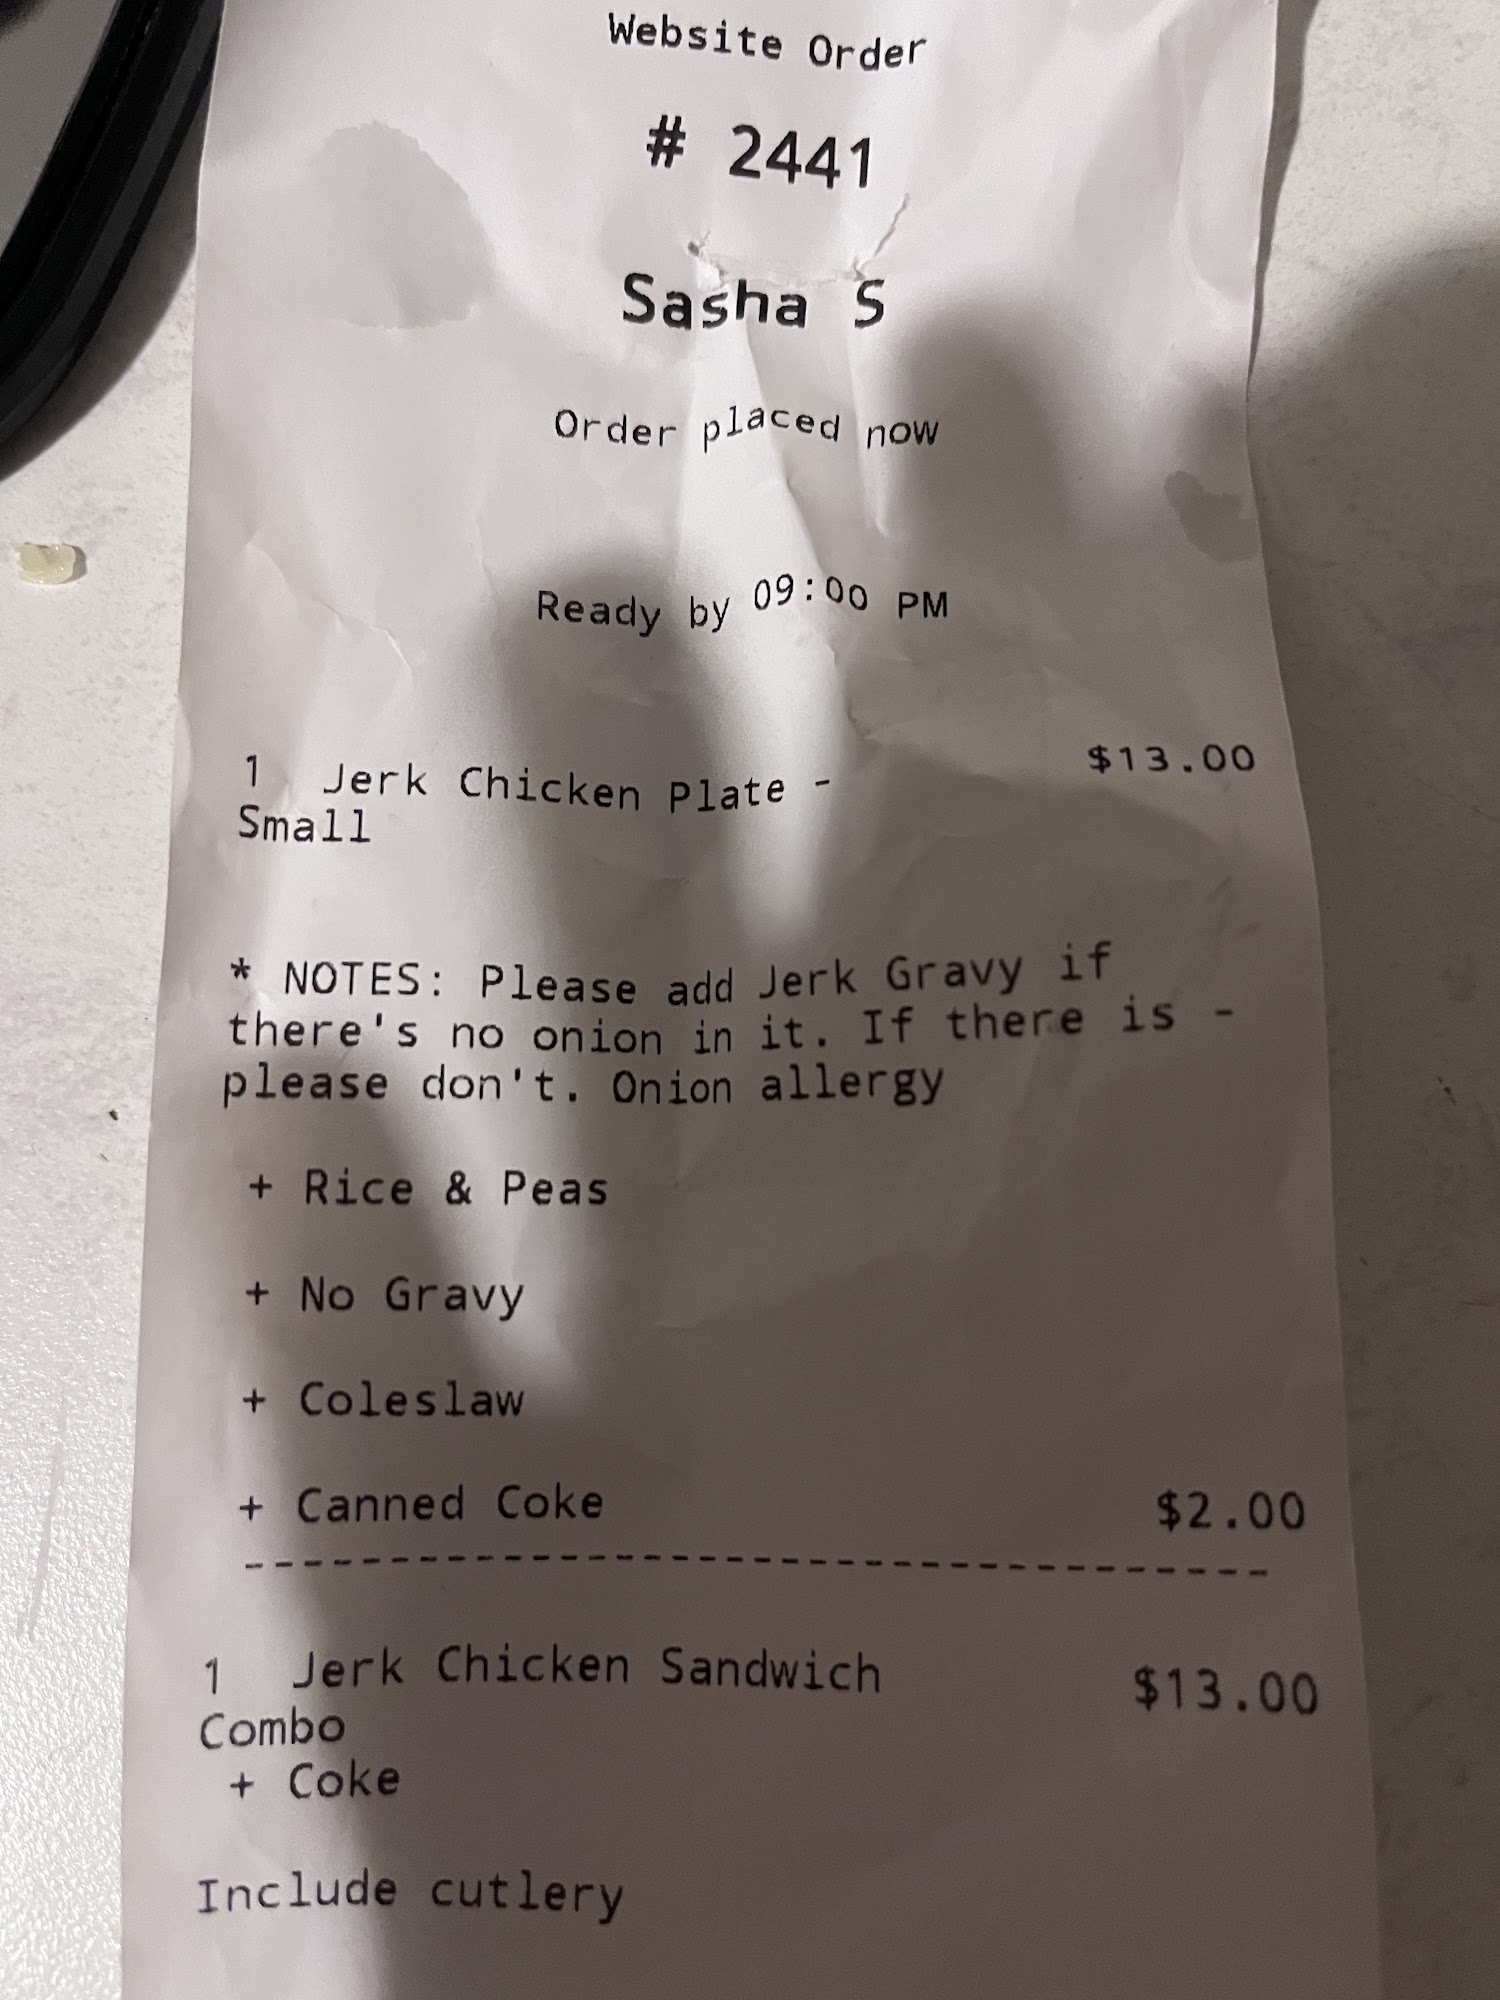 Website Order
# 2441
Sasha S
Order placed now
Ready by 09:00 PM
1 Jerk Chicken Plate - $13.00
Small
* NOTES: Please add Jerk Gravy if
there's no onion in it. If there is -
please don't. Onion allergy
+ Rice & Peas
+ No Gravy
+ Coleslaw
+ Canned Coke $2.00
-----------------------------------
1 Jerk Chicken Sandwich $13.00
Combo
+ Coke
Include cutlery